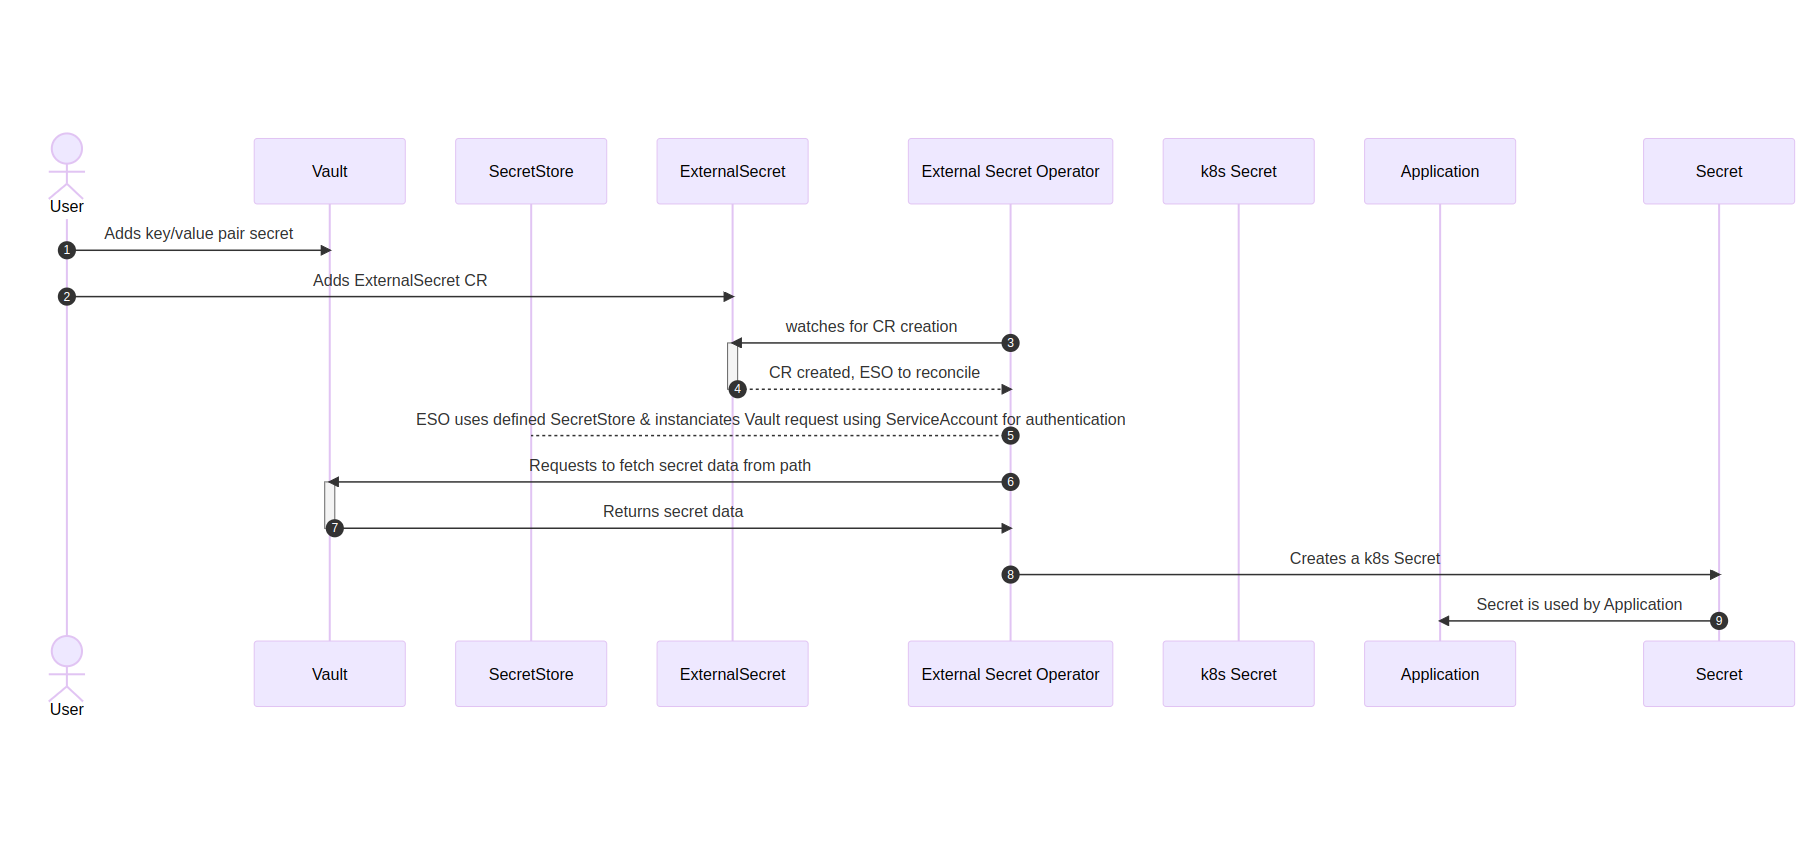 Vault
SecretStore
ExternalSecret
External Secret Operator
k8s Secret
Application
Secret
User
Adds key/value pair secret
1
Adds ExternalSecret CR
2
watches for CR creation
3
CR created, ESO to reconcile
4
ESO uses defined SecretStore & instanciates Vault request using ServiceAccount for authentication
5
Requests to fetch secret data from path
6
Returns secret data
7
Creates a k8s Secret
8
Secret is used by Application
9
Vault
SecretStore
ExternalSecret
External Secret Operator
k8s Secret
Application
Secret
User